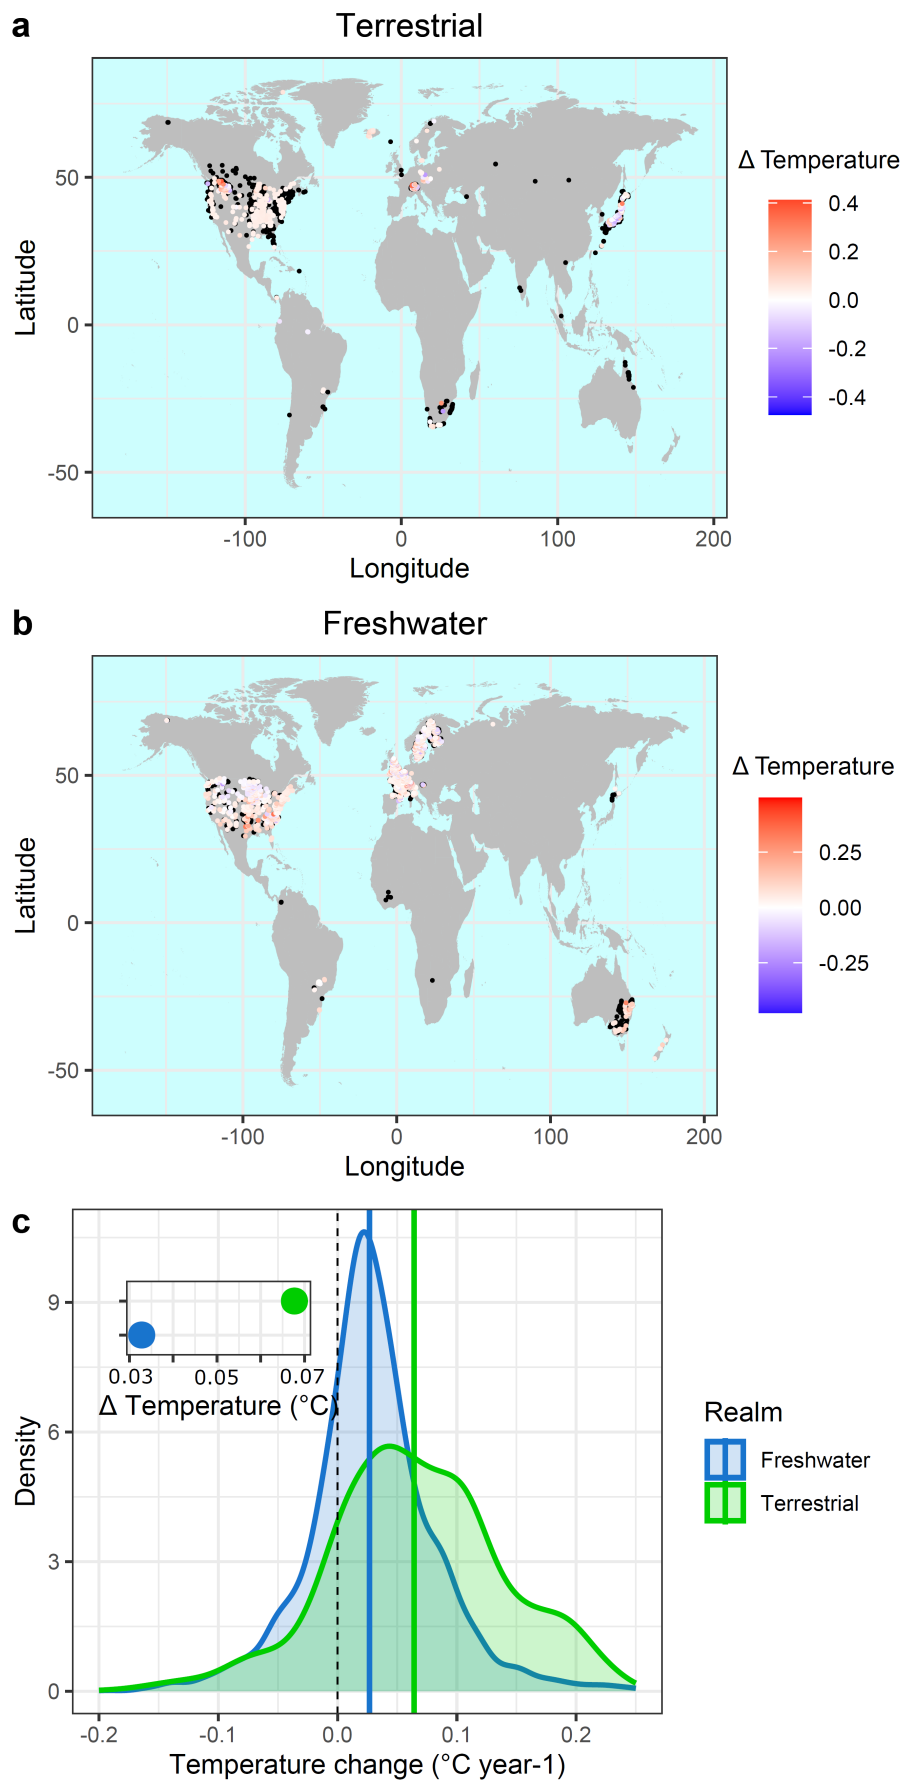 a
Terrestrial
50
0
-50
Latitude
-100
0
100
200
Longitude
Δ Temperature
0.4
0.2
0.0
-0.2
-0.4
b
Freshwater
50
0
-50
Latitude
-100
0
100
200
Longitude
Δ Temperature
0.25
0.00
-0.25
c
9
6
3
0
Density
0.03
0.05
0.07
Δ Temperature (°C)
-0.2
-0.1
0.0
0.1
0.2
Temperature change (°C year-1)
Realm
Freshwater
Terrestrial